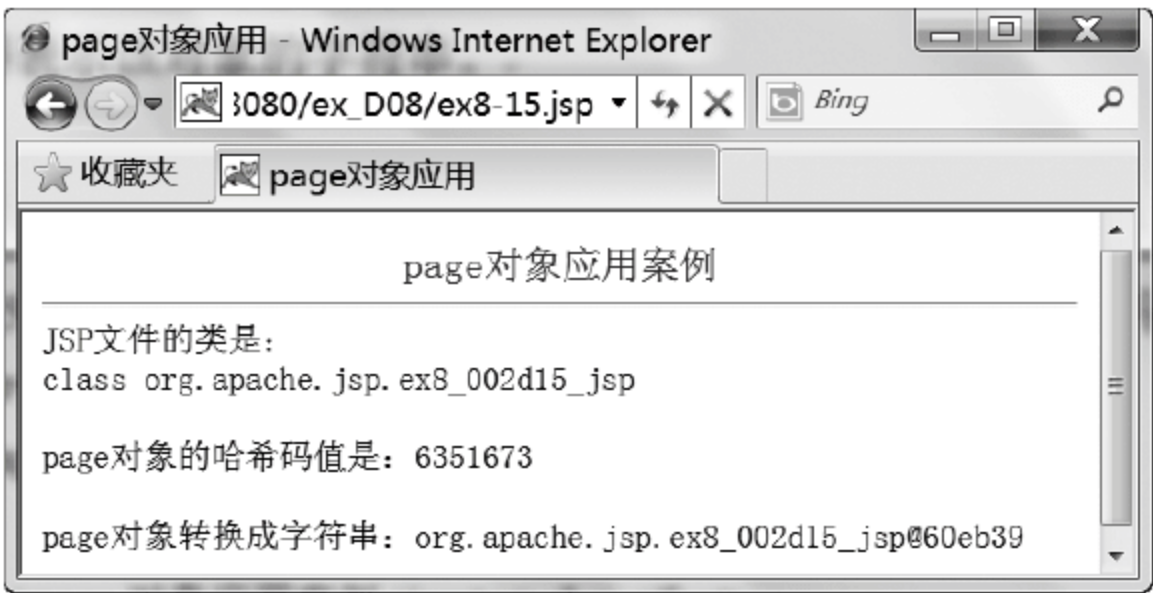 page对象应用 - Windows Internet Explorer
:8080/ex_D08/ex8-15.jsp
Bing
收藏夹
page对象应用
page对象应用案例
JSP文件的类是：
class org.apache.jsp.ex8_002d15_jsp
page对象的哈希码值是：6351673
page对象转换成字符串：org.apache.jsp.ex8_002d15_jsp@60eb39